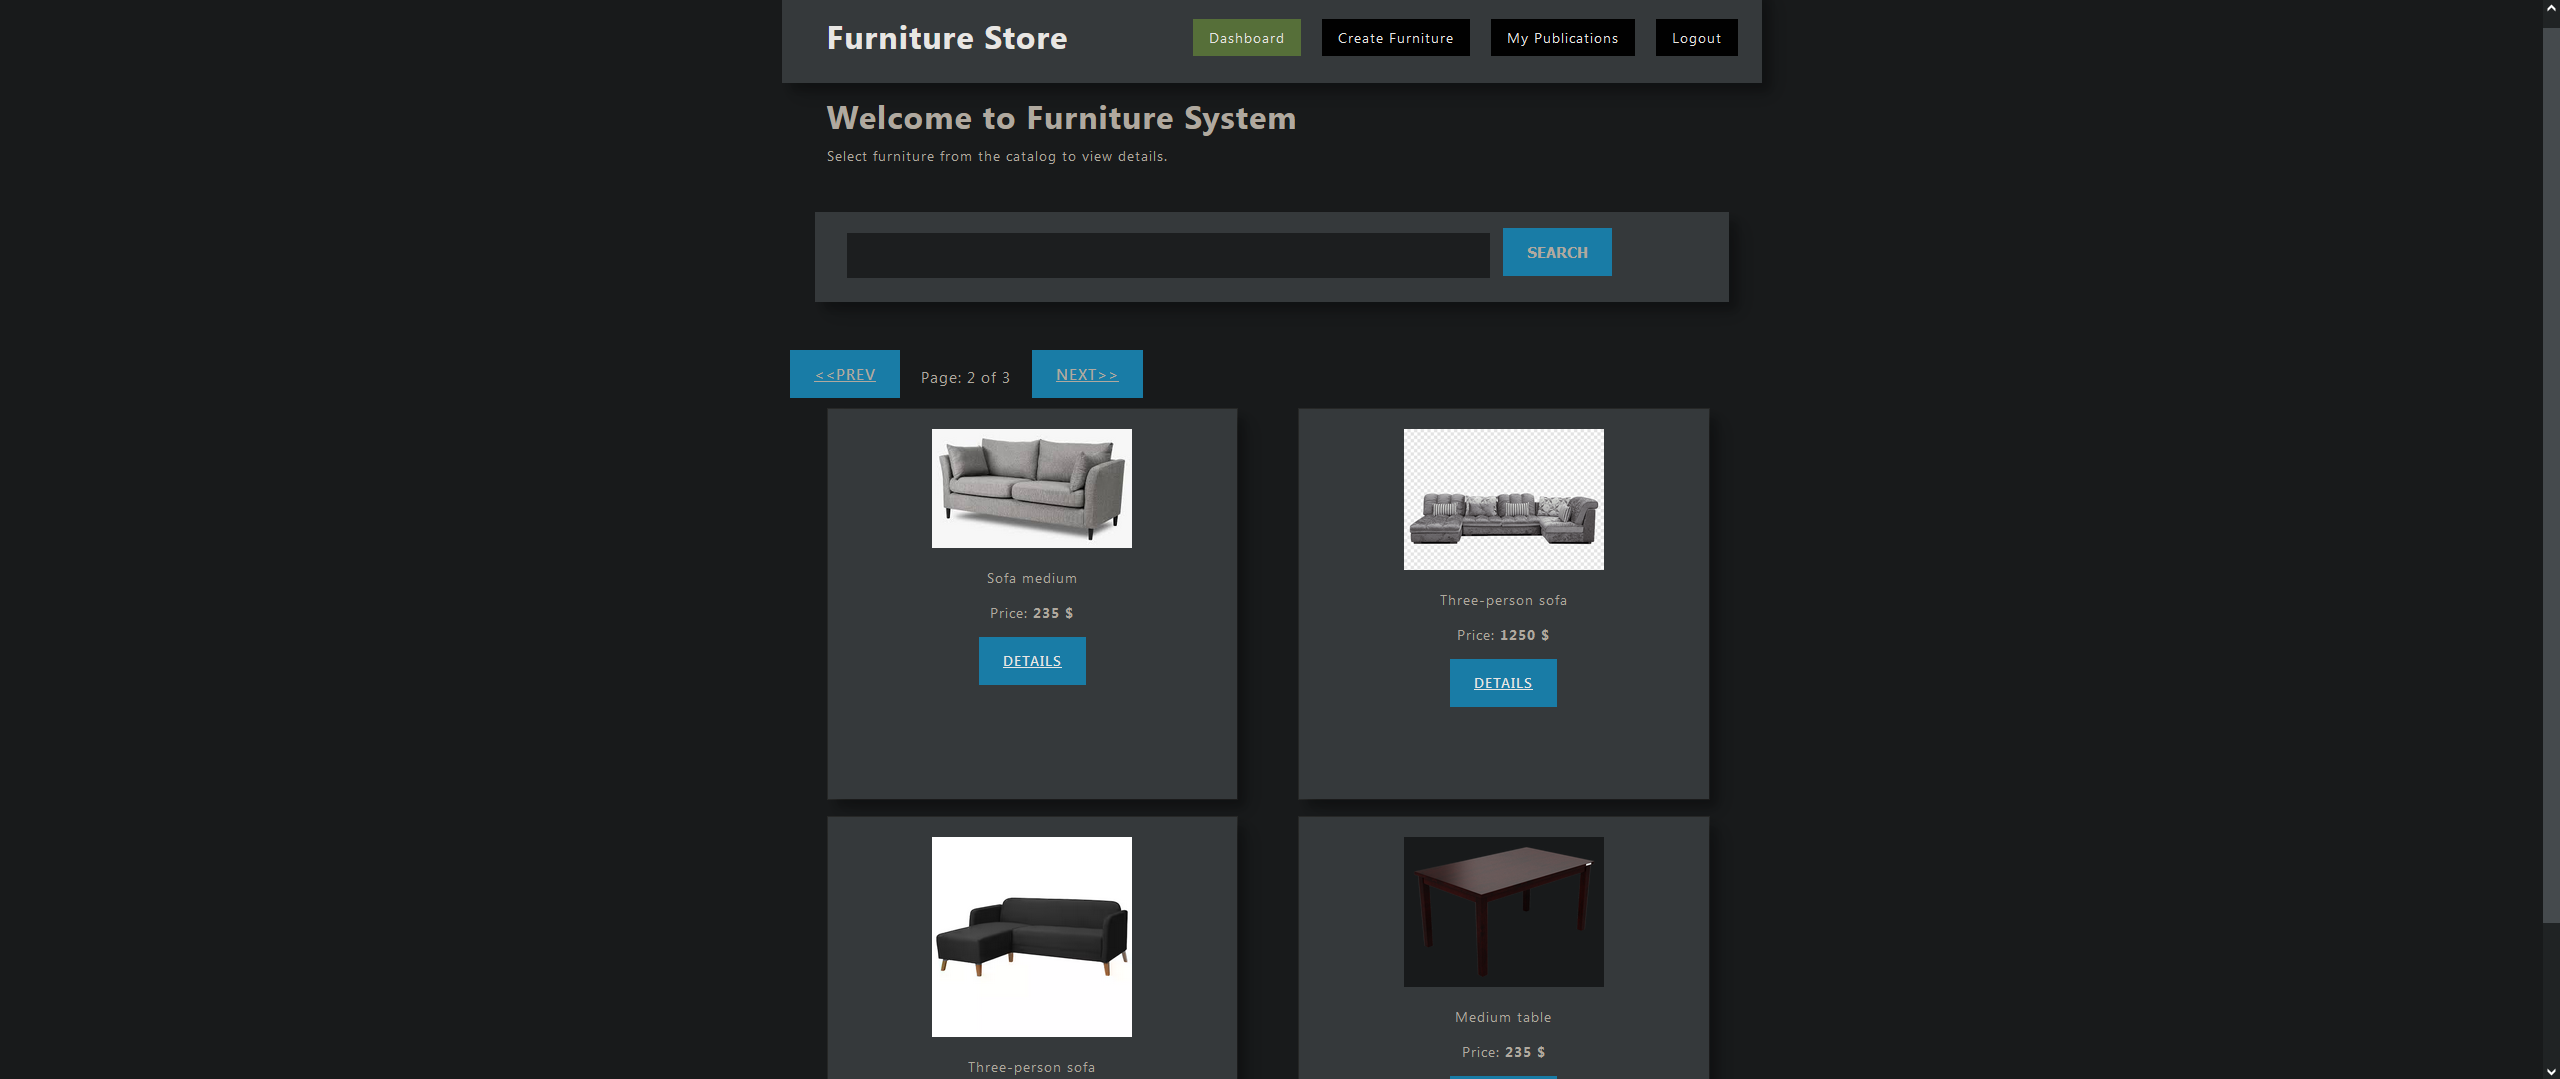 Furniture Store
Dashboard
Create Furniture
My Publications
Logout
Welcome to Furniture System
Select furniture from the catalog to view details.
SEARCH
<<PREV
Page: 2 of 3
NEXT>>
Sofa medium
Price: 235 $
DETAILS
Three-person sofa
Price: 1250 $
DETAILS
Three-person sofa
Medium table
Price: 235 $